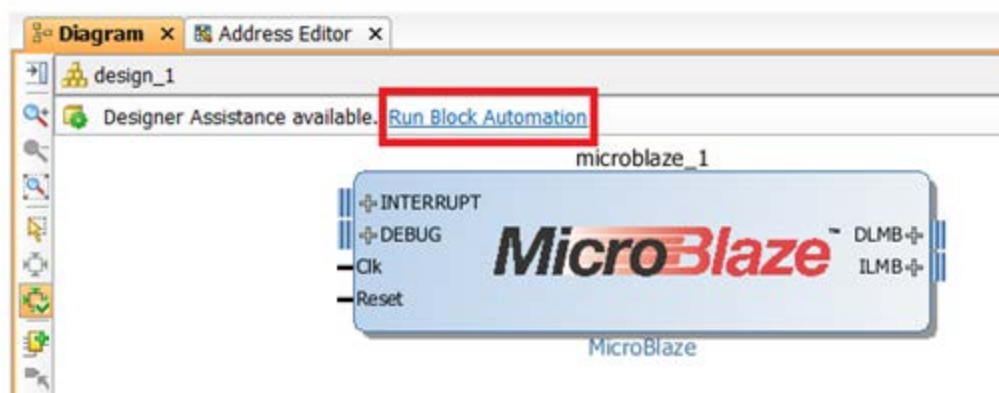 Diagram × Address Editor ×
design_1
Designer Assistance available. Run Block Automation
microblaze_1
INTERRUPT
DEBUG
Clk
Reset
MicroBlaze™
DLMB
ILMB
MicroBlaze